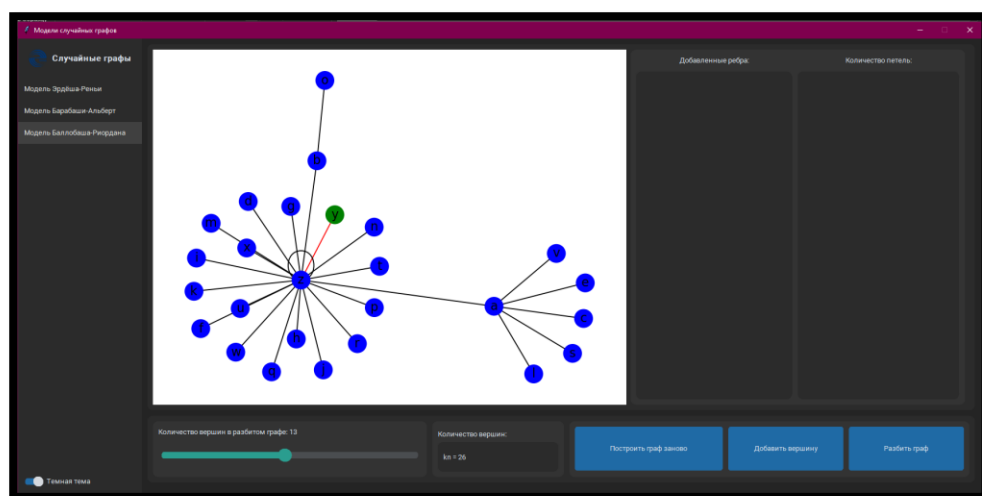 Модели случайных графов
Случайные графы
Модель Эрдёша-Реньи
Модель Барабаши-Альберт
Модель Баллобаша-Риордана
Темная тема
Добавленные ребра:
Количество петель:
b
d
y
n
m
x
z
t
k
u
p
f
h
r
w
j
a
v
e
c
s
l
Количество вершин в разбитом графе: 13
Количество вершин:
kn = 26
Построить граф заново
Добавить вершину
Разбить граф